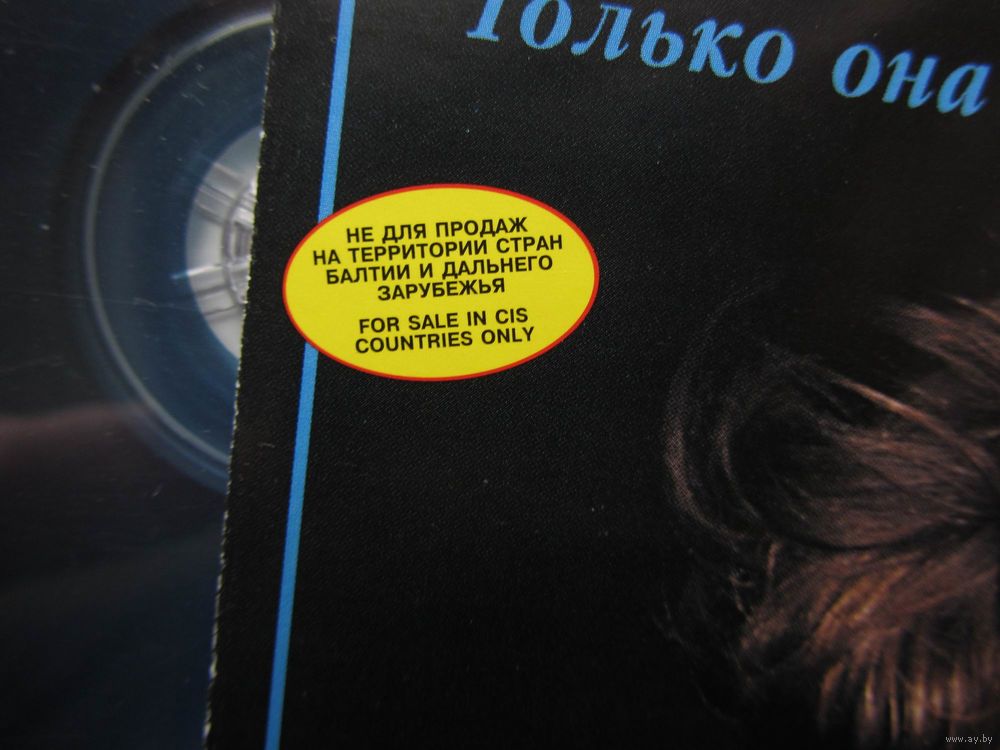 Только она
НЕ ДЛЯ ПРОДАЖ
НА ТЕРРИТОРИИ СТРАН
БАЛТИИ И ДАЛЬНЕГО
ЗАРУБЕЖЬЯ
FOR SALE IN CIS
COUNTRIES ONLY
www.ay.by